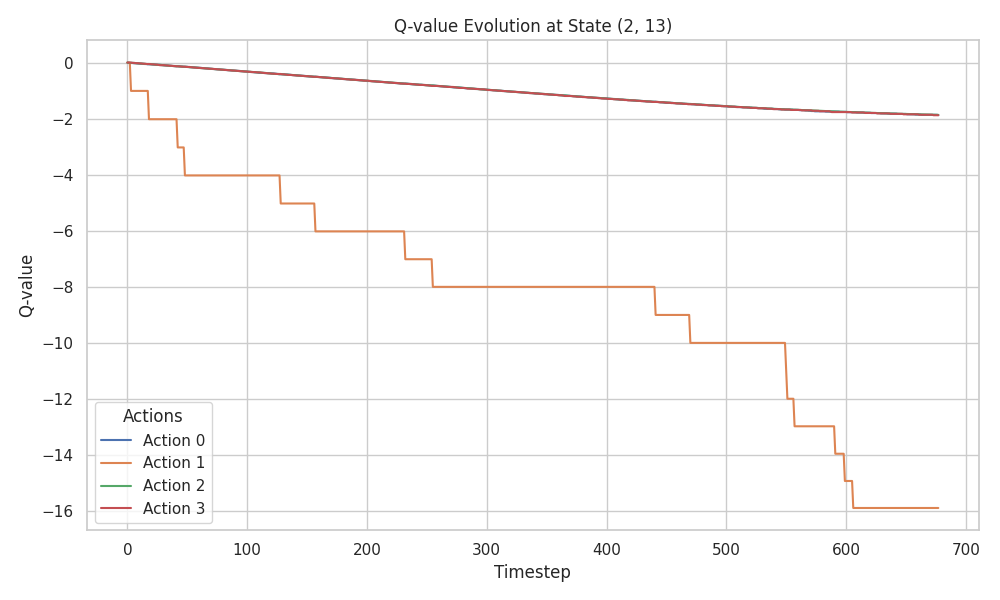 Q-value Evolution at State (2, 13)
Q-value
0
−2
−4
−6
−8
−10
−12
−14
−16
Actions
Action 0
Action 1
Action 2
Action 3
0 100 200 300 400 500 600 700
Timestep